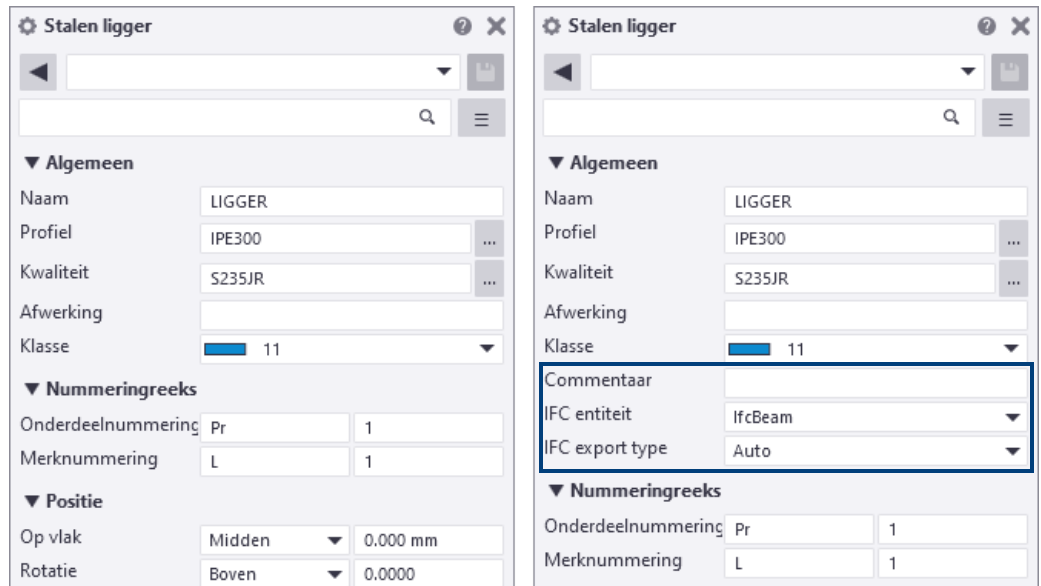 Stalen ligger
Algemeen
Naam LIGGER
Profiel IPE300 ...
Kwaliteit S235JR ...
Afwerking
Klasse 11
Nummeringreeks
Onderdeelnummering Pr 1
Merknummering L 1
Positie
Op vlak Midden 0.000 mm
Rotatie Boven 0.0000
Stalen ligger
Algemeen
Naam LIGGER
Profiel IPE300 ...
Kwaliteit S235JR ...
Afwerking
Klasse 11
Commentaar
IFC entiteit IfcBeam
IFC export type Auto
Nummeringreeks
Onderdeelnummering Pr 1
Merknummering L 1